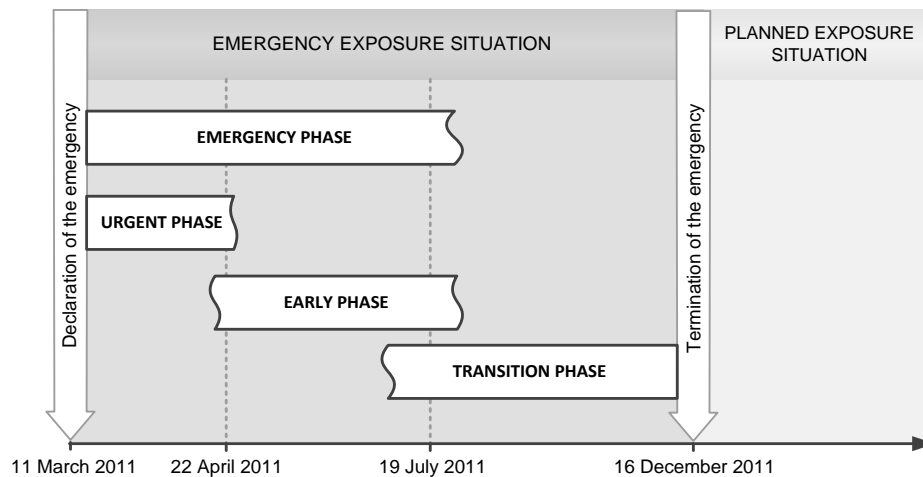 EMERGENCY EXPOSURE SITUATION
PLANNED EXPOSURE
SITUATION
Declaration of the emergency
EMERGENCY PHASE
URGENT PHASE
EARLY PHASE
TRANSITION PHASE
Termination of the emergency
11 March 2011
22 April 2011
19 July 2011
16 December 2011